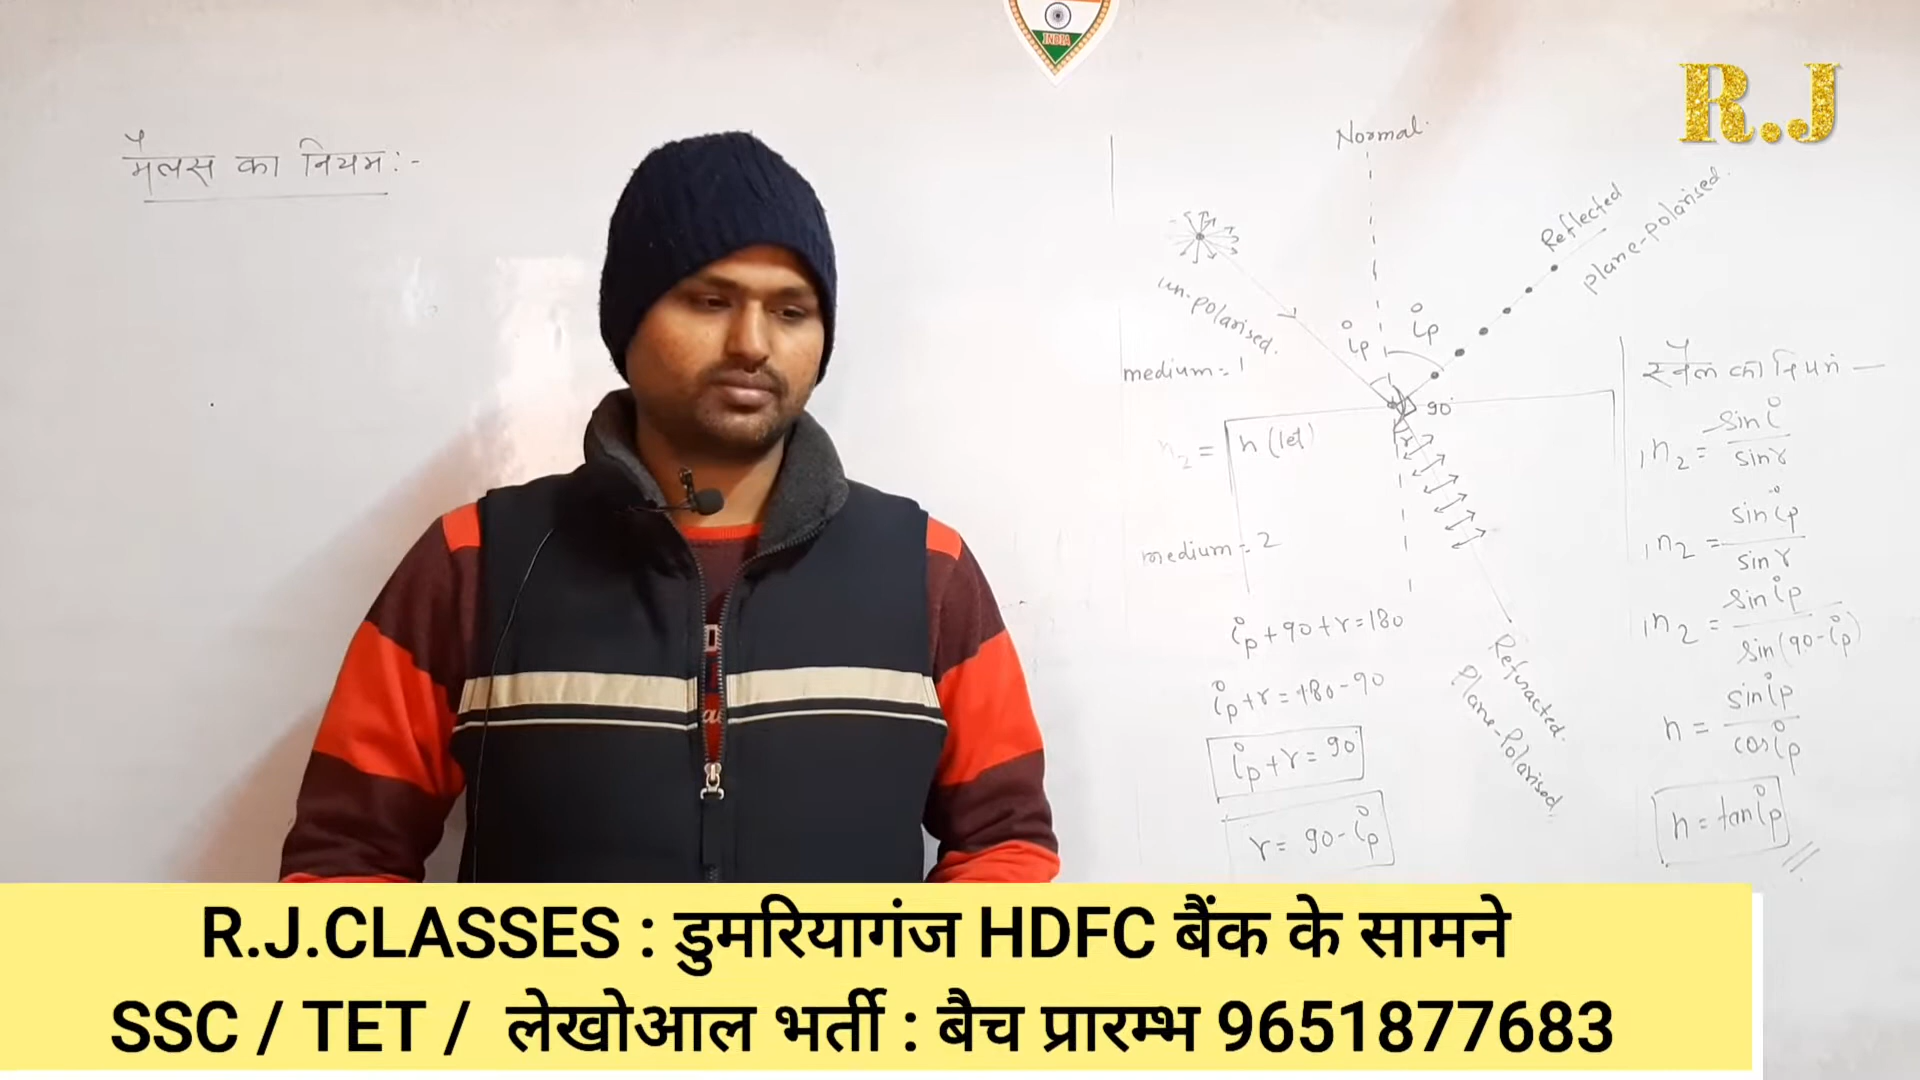 INDIA
R.J
मैलस का नियम:-
Normal.
Reflected
plane-polarised.
un-polarised.
ip
ip
medium = 1
90°
r
n2 = n (let)
medium = 2
Refracted.
Plane-Polarised.
ip + 90 + r = 180
ip + r = 180 - 90
ip + r = 90°
r = 90 - ip
स्नैल का नियम —
1n2 = sin i / sin r
1n2 = sin ip / sin r
1n2 = sin ip / sin (90 - ip)
n = sin ip / cos ip
n = tan ip
R.J.CLASSES : डुमरियागंज HDFC बैंक के सामने
SSC / TET / लेखोआल भर्ती : बैच प्रारम्भ 9651877683